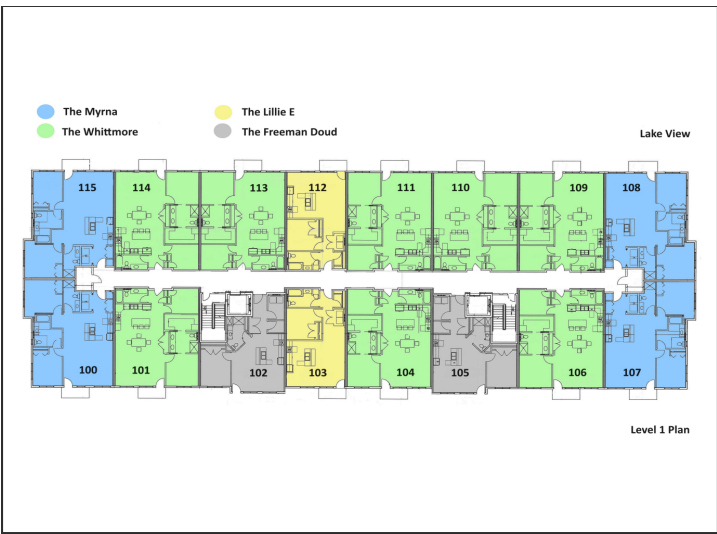 The Myrna
The Lillie E
The Whittmore
The Freeman Doud
Lake View
115
114
113
112
111
110
109
108
100
101
102
103
104
105
106
107
Level 1 Plan